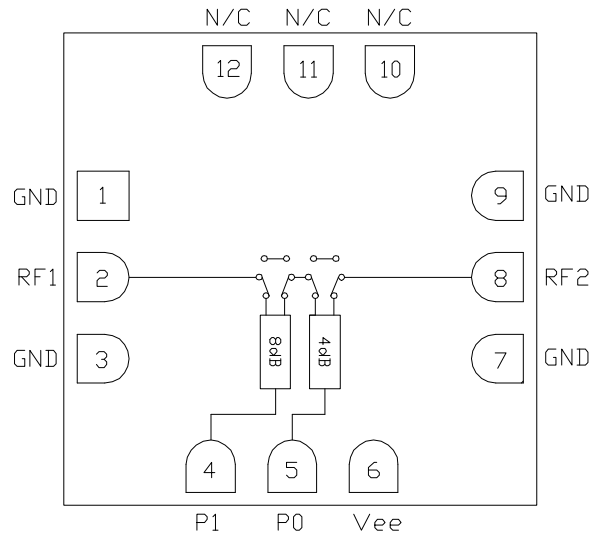 N/C N/C N/C
12 11 10
GND 1 9 GND
RF1 2 8 RF2
8dB 4dB
GND 3 7 GND
4 5 6
P1 P0 Vee